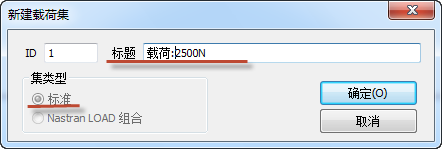 新建载荷集
ID 1 标题 载荷:2500N
集类型
标准
Nastran LOAD 组合
确定(O)
取消